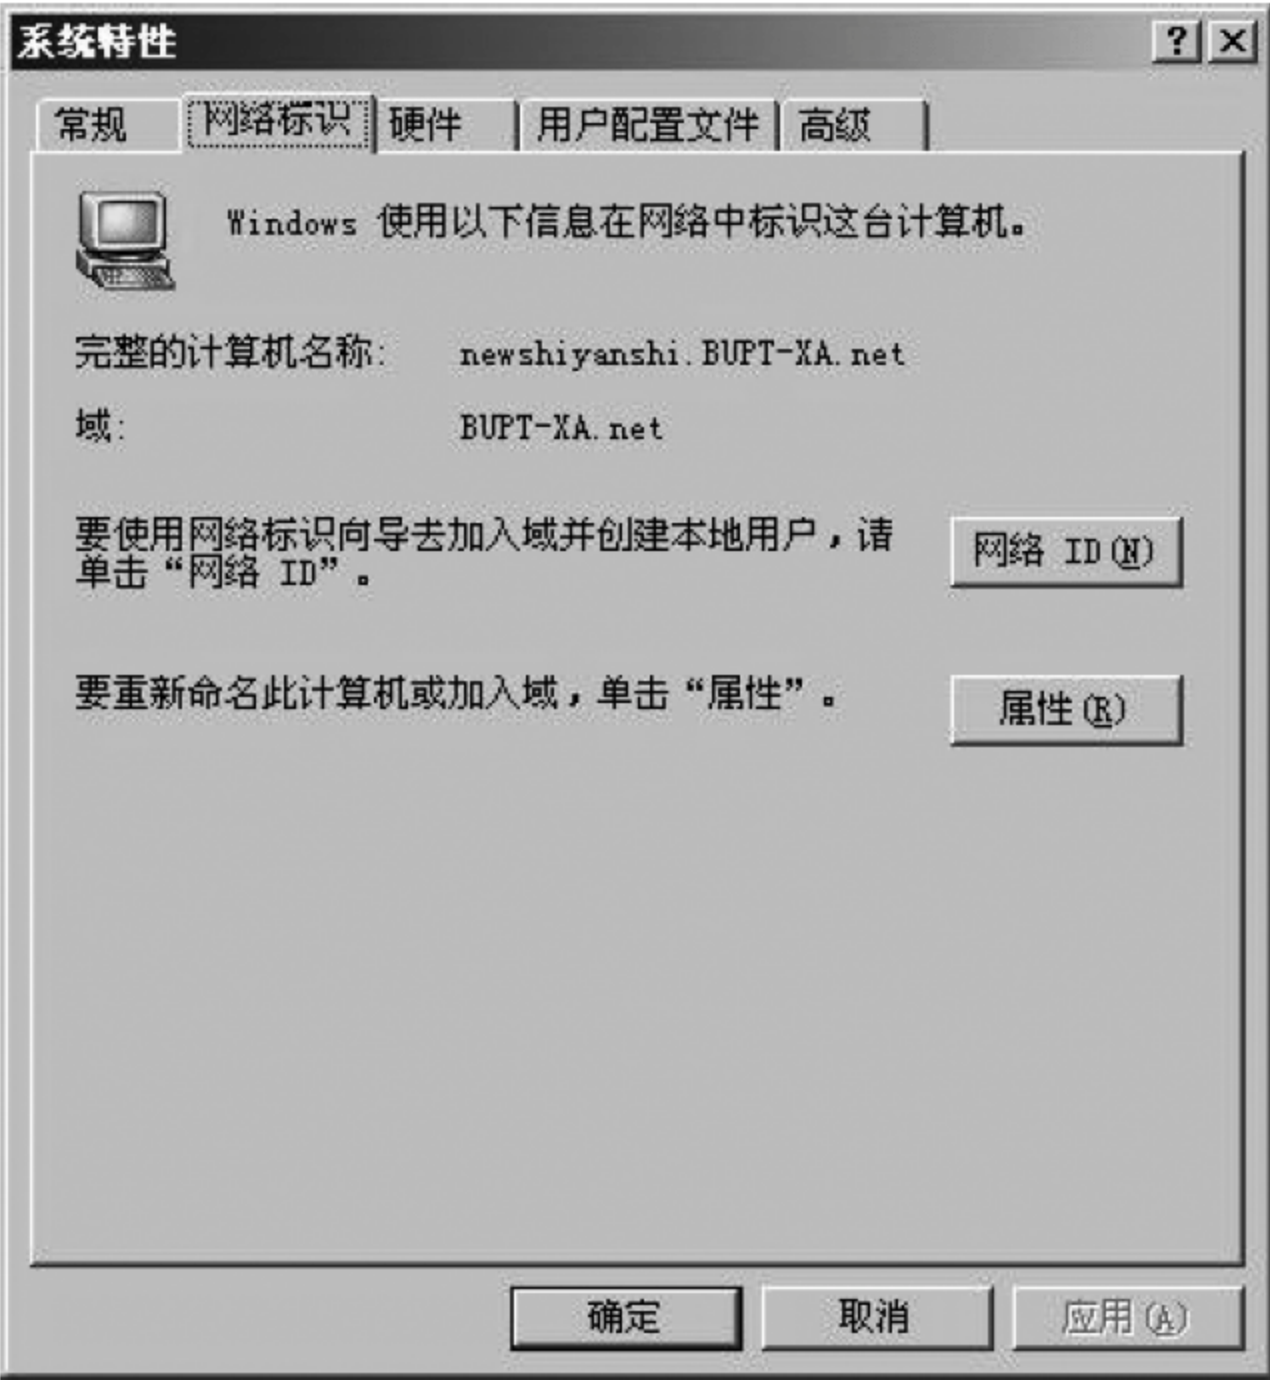 系统特性
常规 网络标识 硬件 用户配置文件 高级
Windows 使用以下信息在网络中标识这台计算机。
完整的计算机名称: newshiyanshi.BUPT-XA.net
域: BUPT-XA.net
要使用网络标识向导去加入域并创建本地用户，请
单击“网络 ID”。
网络 ID(N)
要重新命名此计算机或加入域，单击“属性”。
属性(R)
确定 取消 应用(A)